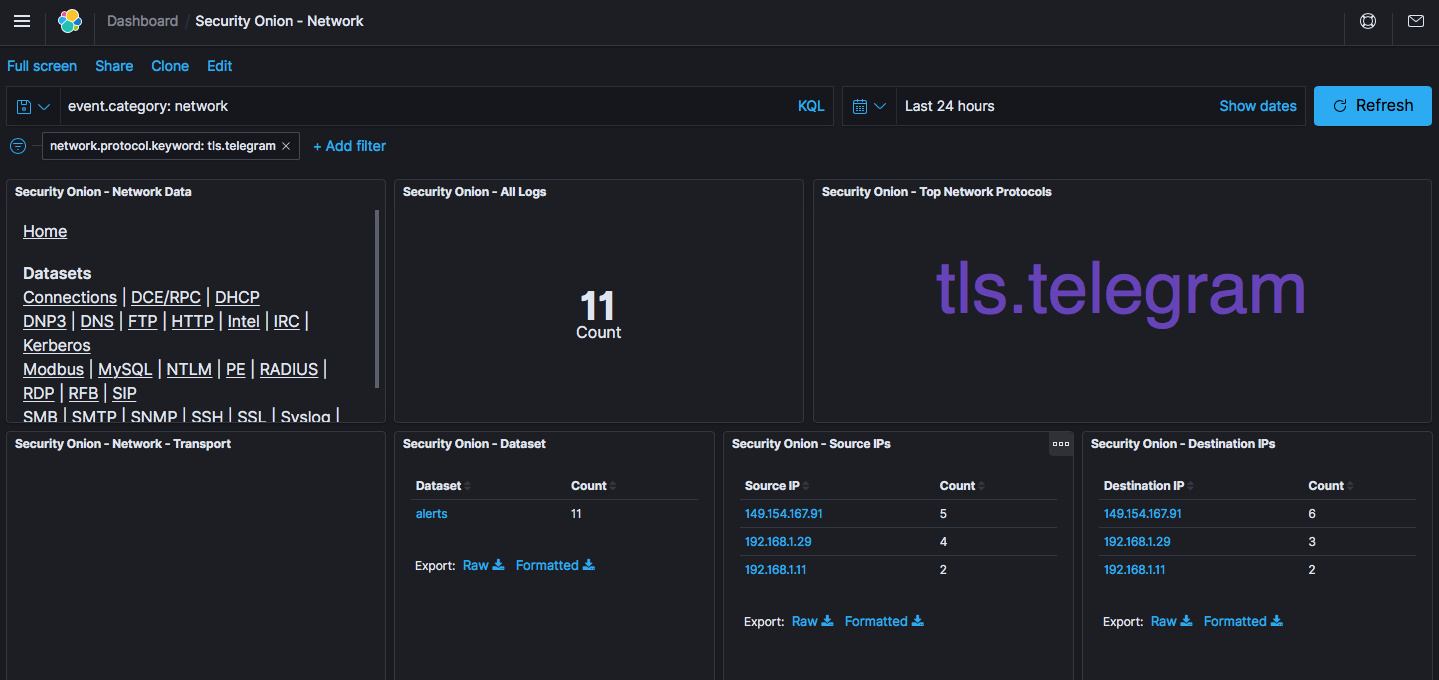 Dashboard / Security Onion - Network
Full screen Share Clone Edit
event.category: network KQL Last 24 hours Show dates Refresh
network.protocol.keyword: tls.telegram × + Add filter
Security Onion - Network Data
Home
Datasets
Connections | DCE/RPC | DHCP
DNP3 | DNS | FTP | HTTP | Intel | IRC |
Kerberos
Modbus | MySQL | NTLM | PE | RADIUS |
RDP | RFB | SIP
SMB | SMTP | SNMP | SSH | SSL | Syslog |
Security Onion - All Logs
11
Count
Security Onion - Top Network Protocols
tls.telegram
Security Onion - Network - Transport
Security Onion - Dataset
Dataset Count
alerts 11
Export: Raw Formatted
Security Onion - Source IPs
Source IP Count
149.154.167.91 5
192.168.1.29 4
192.168.1.11 2
Export: Raw Formatted
Security Onion - Destination IPs
Destination IP Count
149.154.167.91 6
192.168.1.29 3
192.168.1.11 2
Export: Raw Formatted